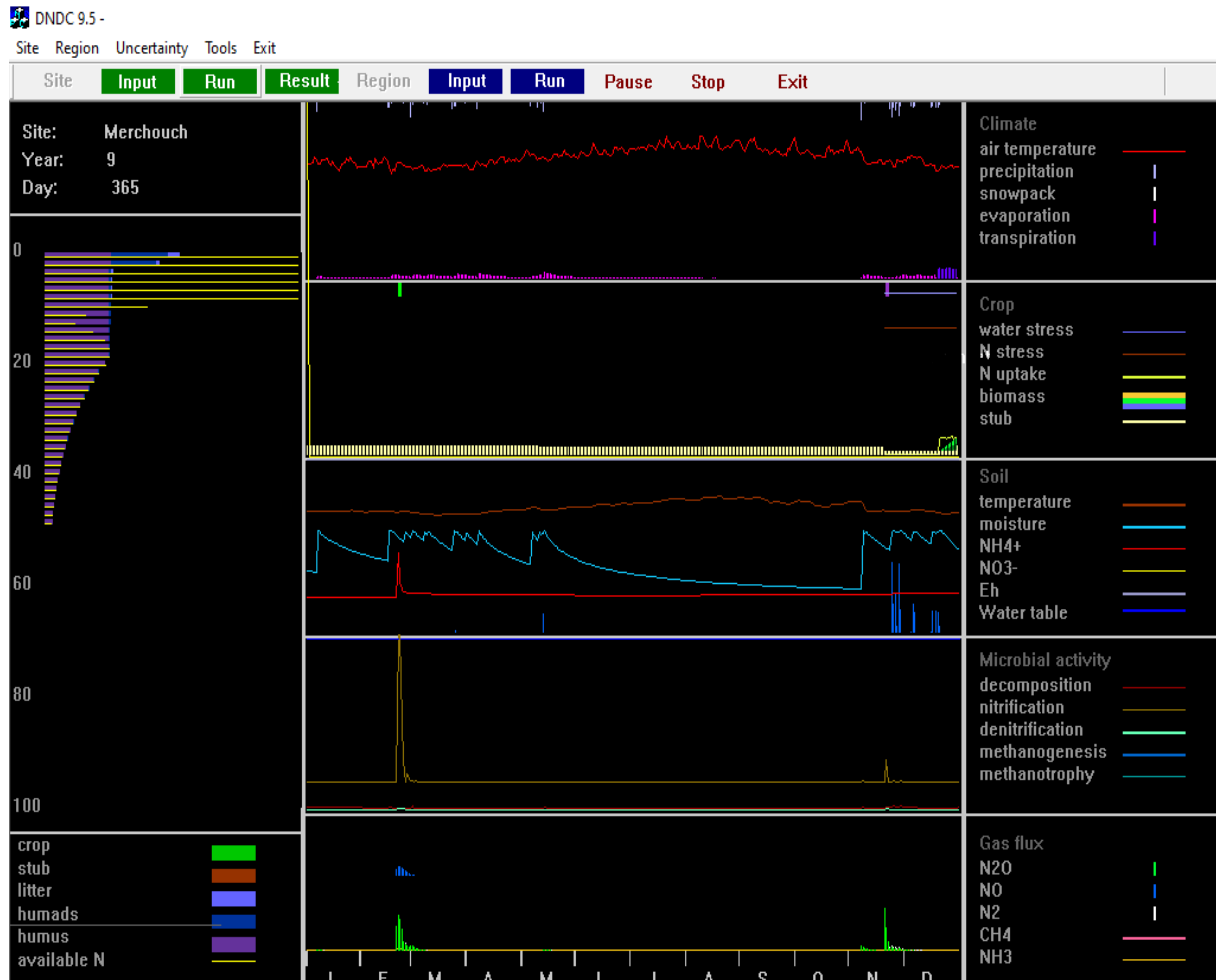 DNDC 9.5 -
Site Region Uncertainty Tools Exit
Site Input Run Result Region Input Run Pause Stop Exit
Site: Merchouch
Year: 9
Day: 365
0
20
40
60
80
100
crop
stub
litter
humads
humus
available N
Climate
air temperature
precipitation
snowpack
evaporation
transpiration
Crop
water stress
N stress
N uptake
biomass
stub
Soil
temperature
moisture
NH4+
NO3-
Eh
Water table
Microbial activity
decomposition
nitrification
denitrification
methanogenesis
methanotrophy
Gas flux
N2O
NO
N2
CH4
NH3